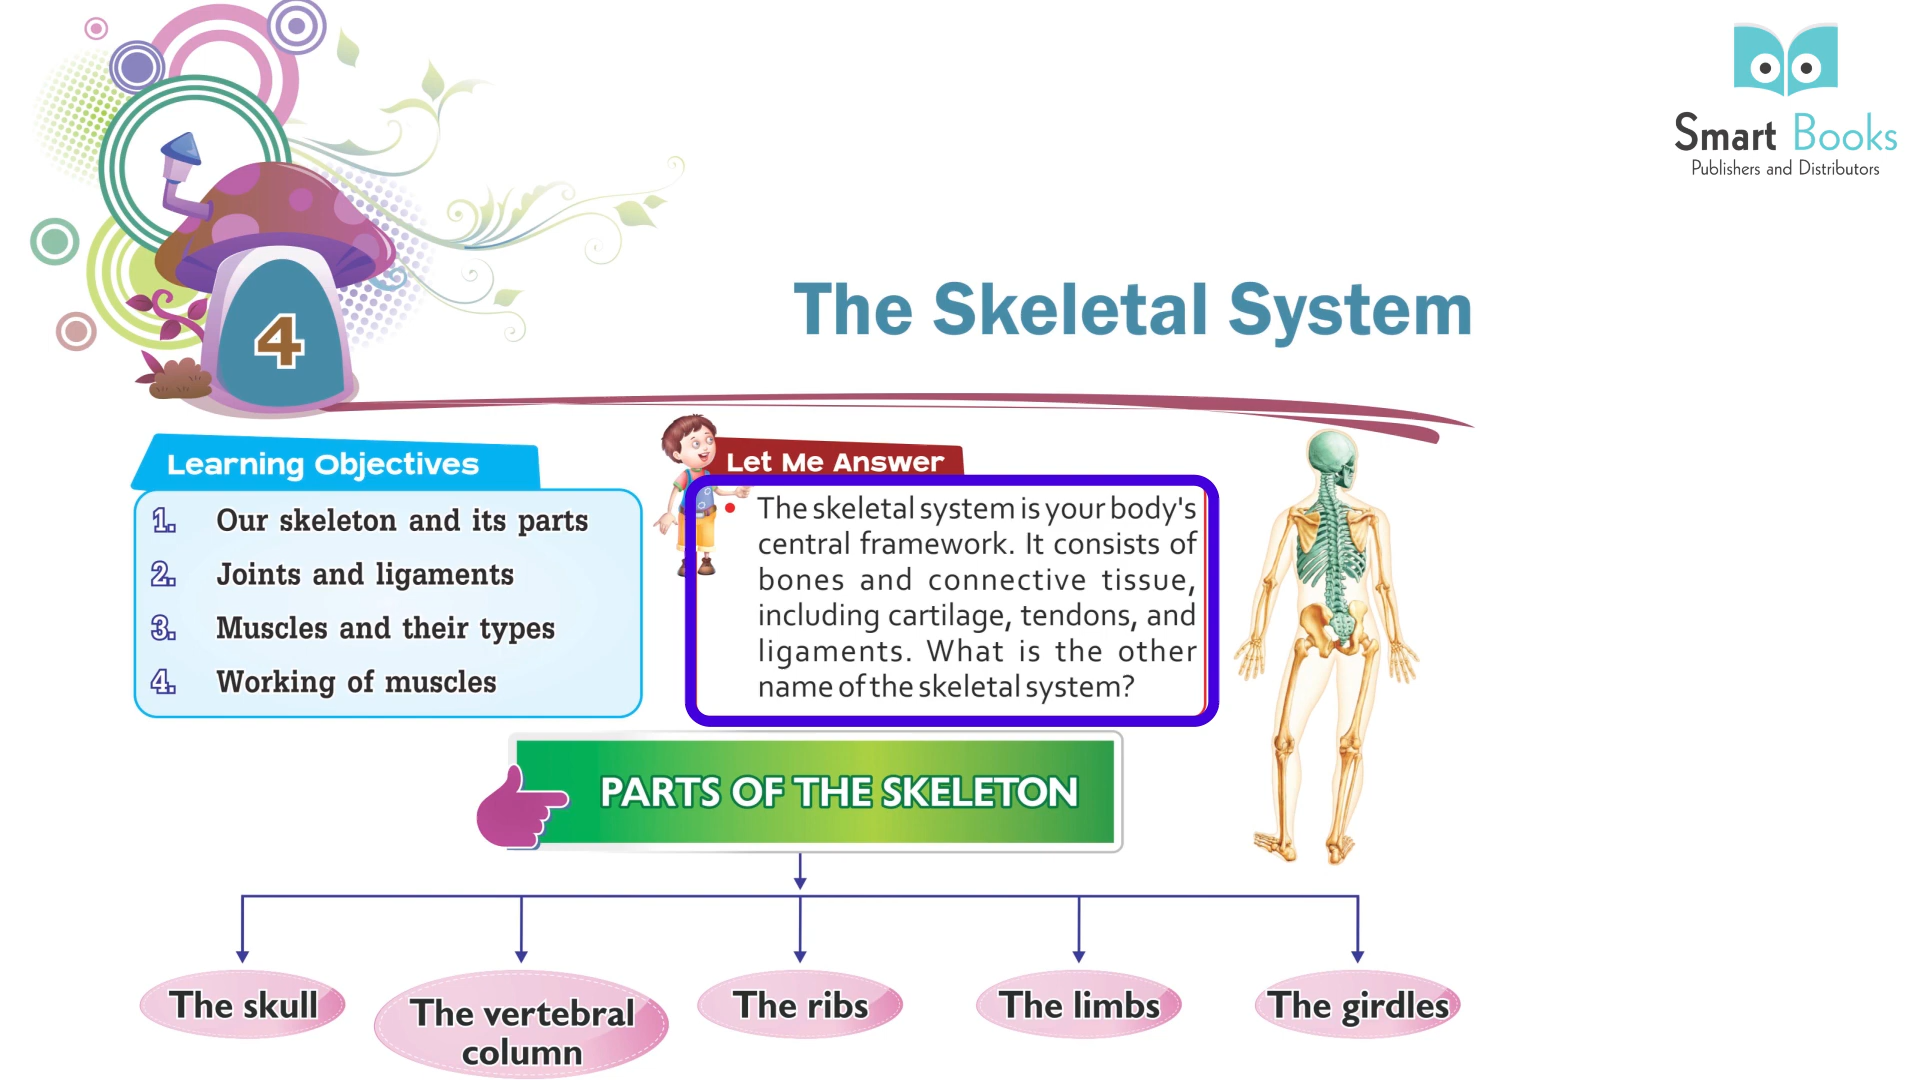 Smart Books
Publishers and Distributors
4
The Skeletal System
Learning Objectives
1. Our skeleton and its parts
2. Joints and ligaments
3. Muscles and their types
4. Working of muscles
Let Me Answer
• The skeletal system is your body's
central framework. It consists of
bones and connective tissue,
including cartilage, tendons, and
ligaments. What is the other
name of the skeletal system?
PARTS OF THE SKELETON
The skull
The vertebral
column
The ribs
The limbs
The girdles